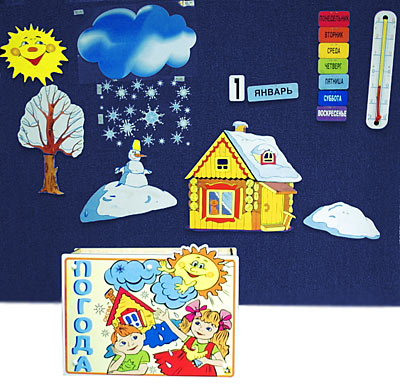 1
ЯНВАРЬ
ПОНЕДЕЛЬНИК
ВТОРНИК
СРЕДА
ЧЕТВЕРГ
ПЯТНИЦА
СУББОТА
ВОСКРЕСЕНЬЕ
ПОГОДА